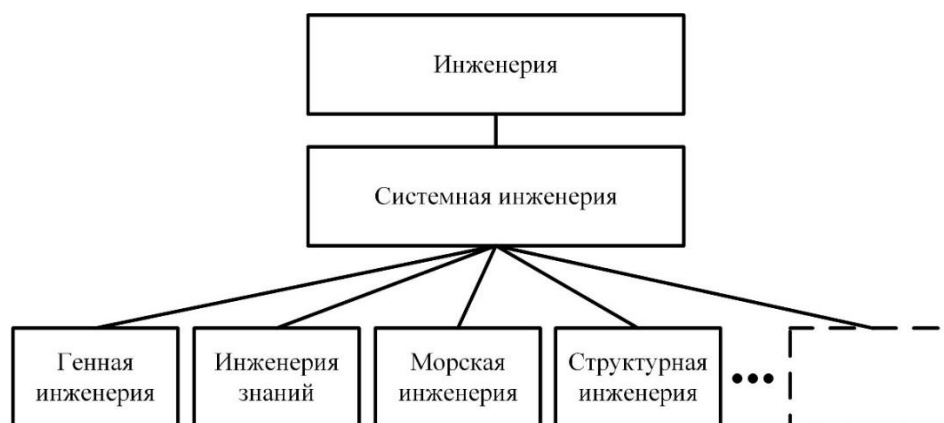 Инженерия
Системная инженерия
Генная
инженерия
Инженерия
знаний
Морская
инженерия
Структурная
инженерия
•••